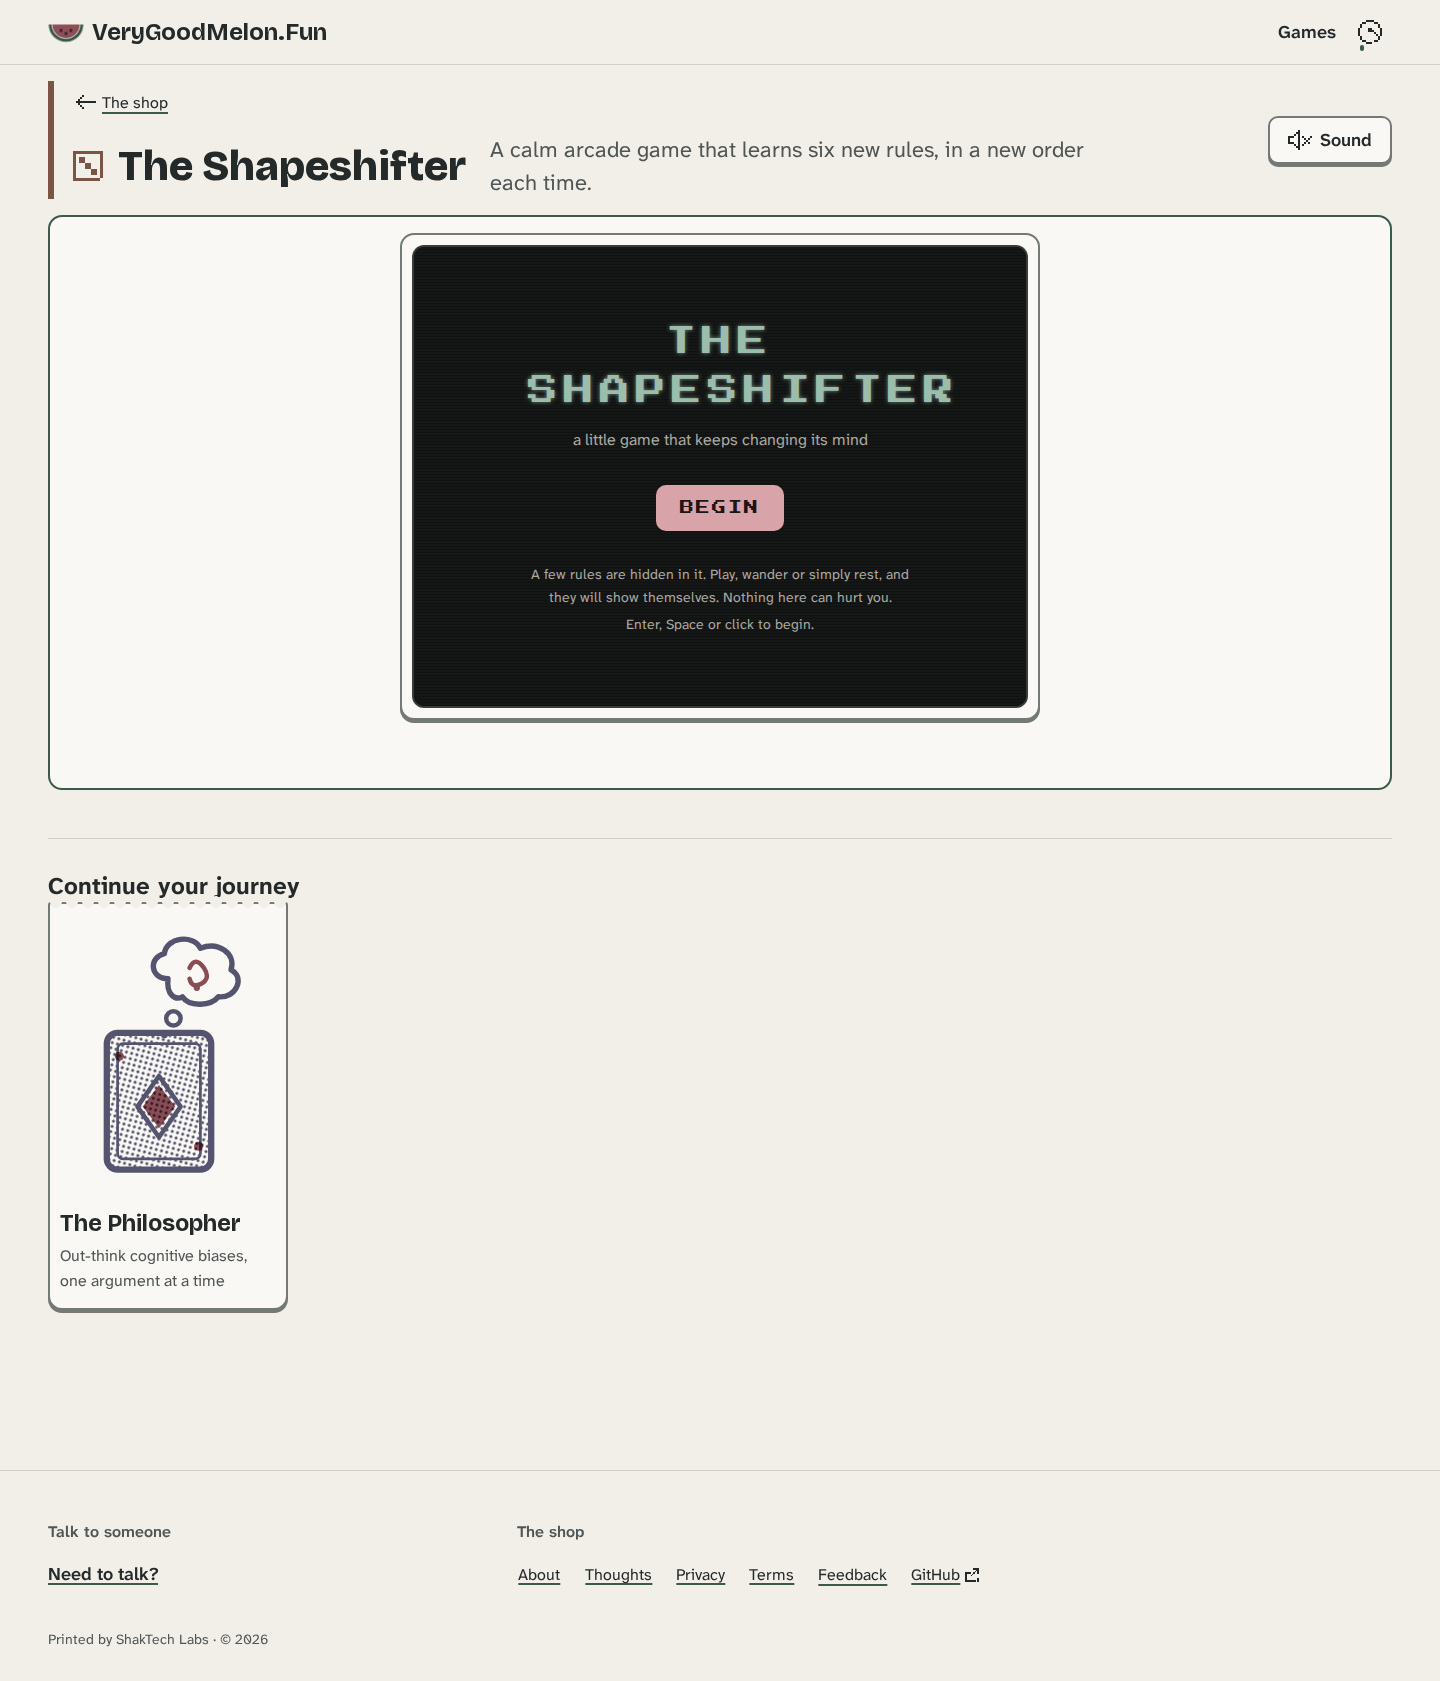 VeryGoodMelon.Fun
Games
The shop
The Shapeshifter
A calm arcade game that learns six new rules, in a new order
each time.
Sound
THE
SHAPESHIFTER
a little game that keeps changing its mind
BEGIN
A few rules are hidden in it. Play, wander or simply rest, and
they will show themselves. Nothing here can hurt you.
Enter, Space or click to begin.
Continue your journey
The Philosopher
Out-think cognitive biases,
one argument at a time
Talk to someone
Need to talk?
The shop
About Thoughts Privacy Terms Feedback GitHub
Printed by ShakTech Labs · © 2026